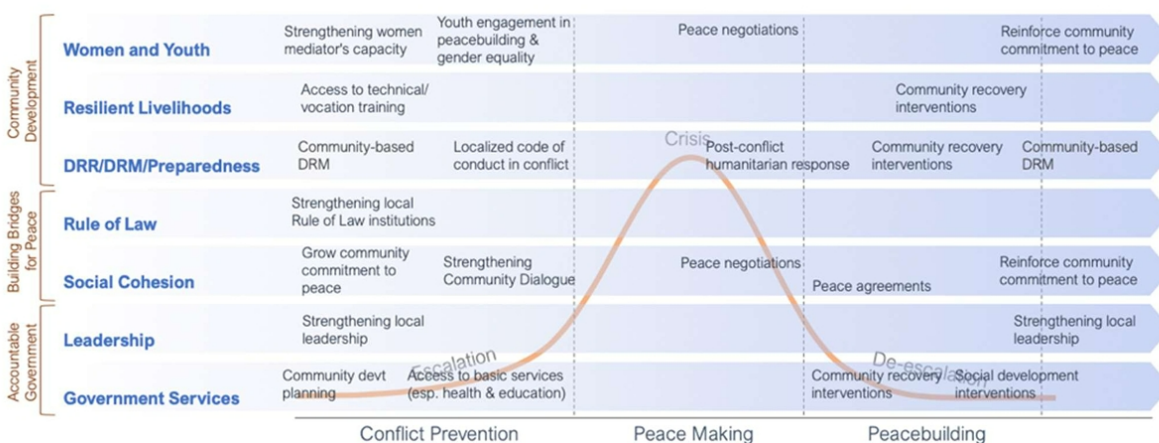 Community
Development
Women and Youth
Strengthening women
mediator's capacity
Youth engagement in
peacebuilding &
gender equality
Peace negotiations
Reinforce community
commitment to peace
Resilient Livelihoods
Access to technical/
vocation training
Community recovery
interventions
DRR/DRM/Preparedness
Community-based
DRM
Localized code of
conduct in conflict
Crisis
Post-conflict
humanitarian response
Community recovery
interventions
Community-based
DRM
Building Bridges
for Peace
Rule of Law
Strengthening local
Rule of Law institutions
Social Cohesion
Grow community
commitment to
peace
Strengthening
Community Dialogue
Peace negotiations
Peace agreements
Reinforce community
commitment to peace
Accountable
Government
Leadership
Strengthening local
leadership
Strengthening local
leadership
Escalation
De-escalation
Government Services
Community devt
planning
Access to basic services
(esp. health & education)
Community recovery
interventions
Social development
interventions
Conflict Prevention
Peace Making
Peacebuilding